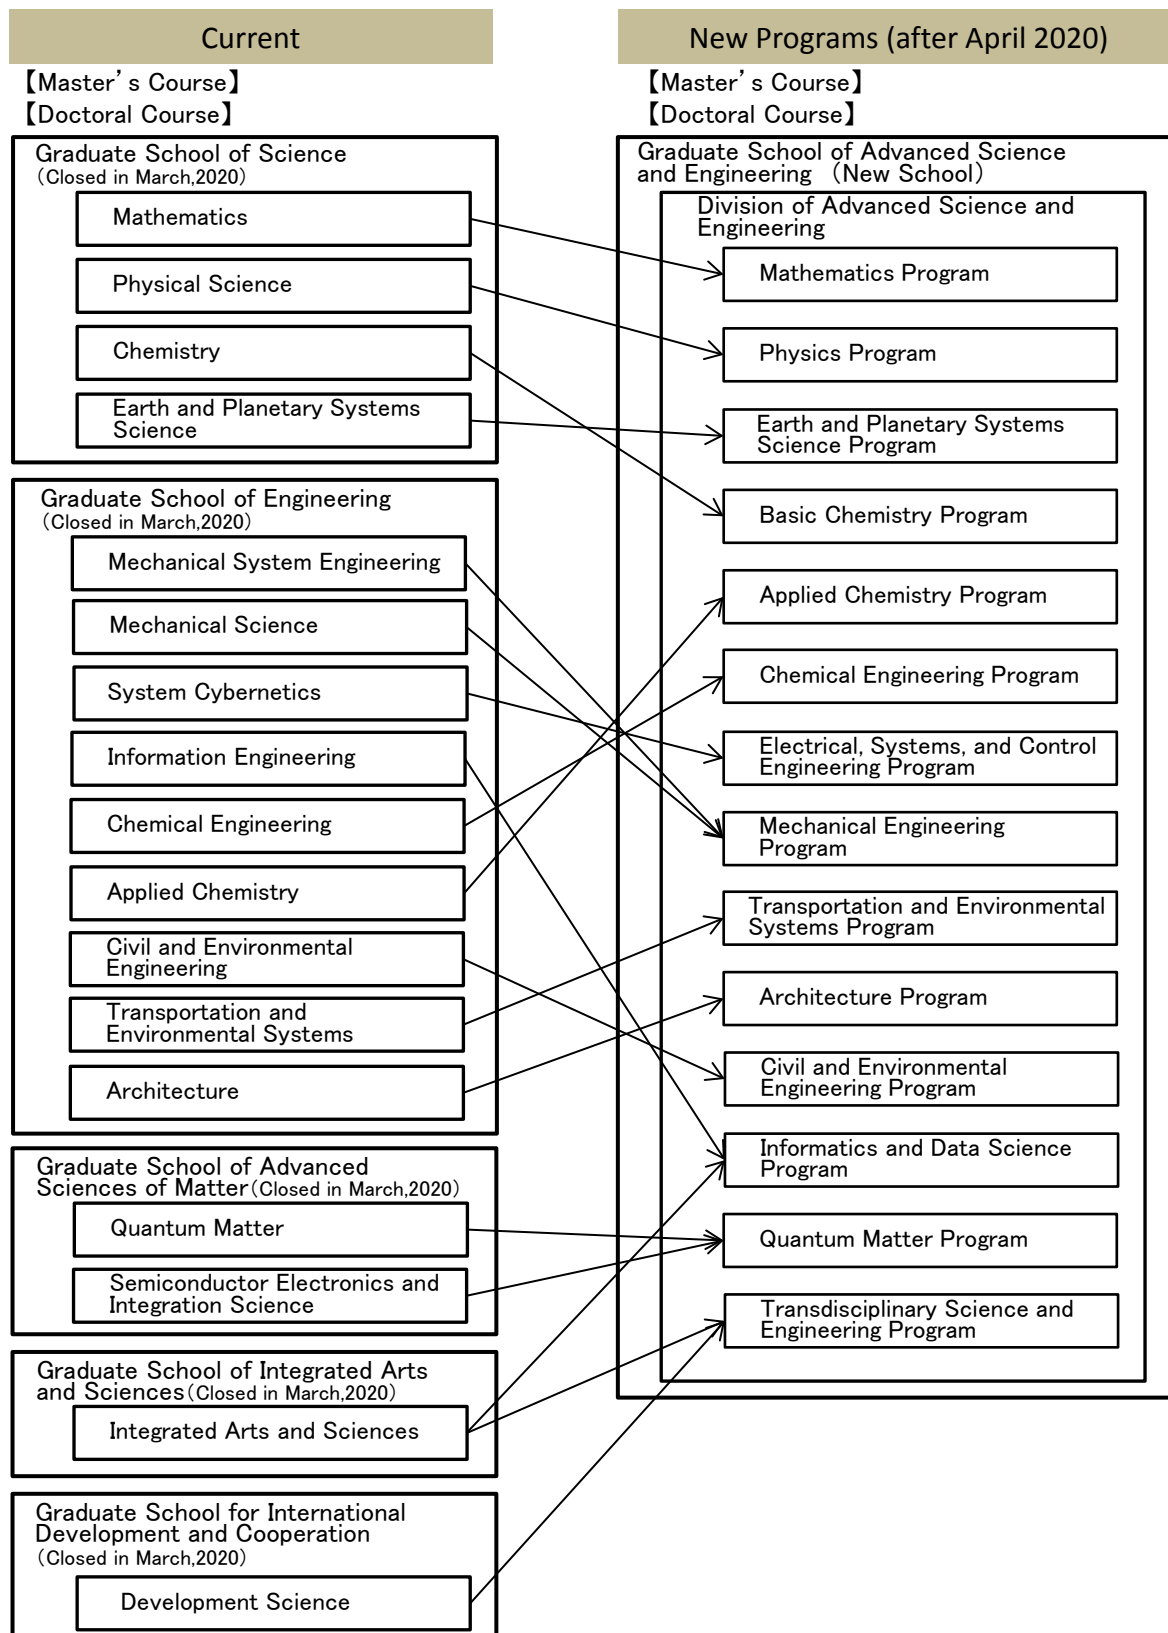 Current
【Master’s Course】
【Doctoral Course】
Graduate School of Science
(Closed in March,2020)
Mathematics
Physical Science
Chemistry
Earth and Planetary Systems
Science
Graduate School of Engineering
(Closed in March,2020)
Mechanical System Engineering
Mechanical Science
System Cybernetics
Information Engineering
Chemical Engineering
Applied Chemistry
Civil and Environmental
Engineering
Transportation and
Environmental Systems
Architecture
Graduate School of Advanced
Sciences of Matter(Closed in March,2020)
Quantum Matter
Semiconductor Electronics and
Integration Science
Graduate School of Integrated Arts
and Sciences(Closed in March,2020)
Integrated Arts and Sciences
Graduate School for International
Development and Cooperation
(Closed in March,2020)
Development Science
New Programs (after April 2020)
【Master’s Course】
【Doctoral Course】
Graduate School of Advanced Science
and Engineering (New School)
Division of Advanced Science and
Engineering
Mathematics Program
Physics Program
Earth and Planetary Systems
Science Program
Basic Chemistry Program
Applied Chemistry Program
Chemical Engineering Program
Electrical, Systems, and Control
Engineering Program
Mechanical Engineering
Program
Transportation and Environmental
Systems Program
Architecture Program
Civil and Environmental
Engineering Program
Informatics and Data Science
Program
Quantum Matter Program
Transdisciplinary Science and
Engineering Program